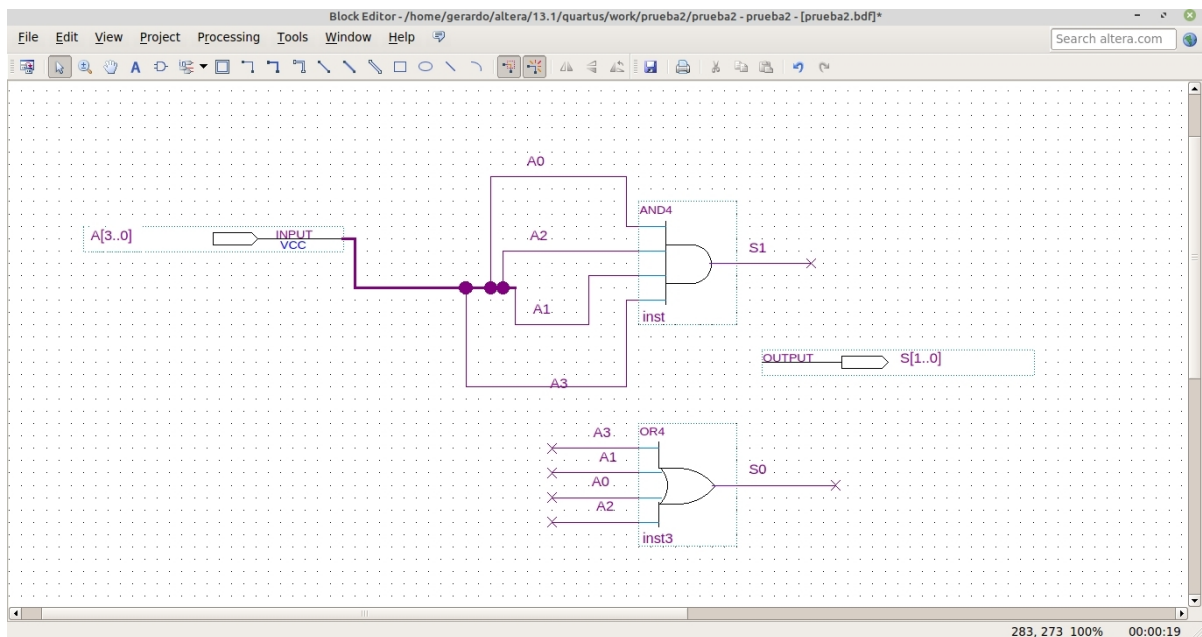 Block Editor - /home/gerardo/altera/13.1/quartus/work/prueba2/prueba2 - prueba2 - [prueba2.bdf]*
File Edit View Project Processing Tools Window Help
Search altera.com
A
A0
AND4
A[3..0]
INPUT
VCC
A2
S1
A1
inst
OUTPUT
S[1..0]
A3
A3
OR4
A1
S0
A0
A2
inst3
283, 273 100% 00:00:19